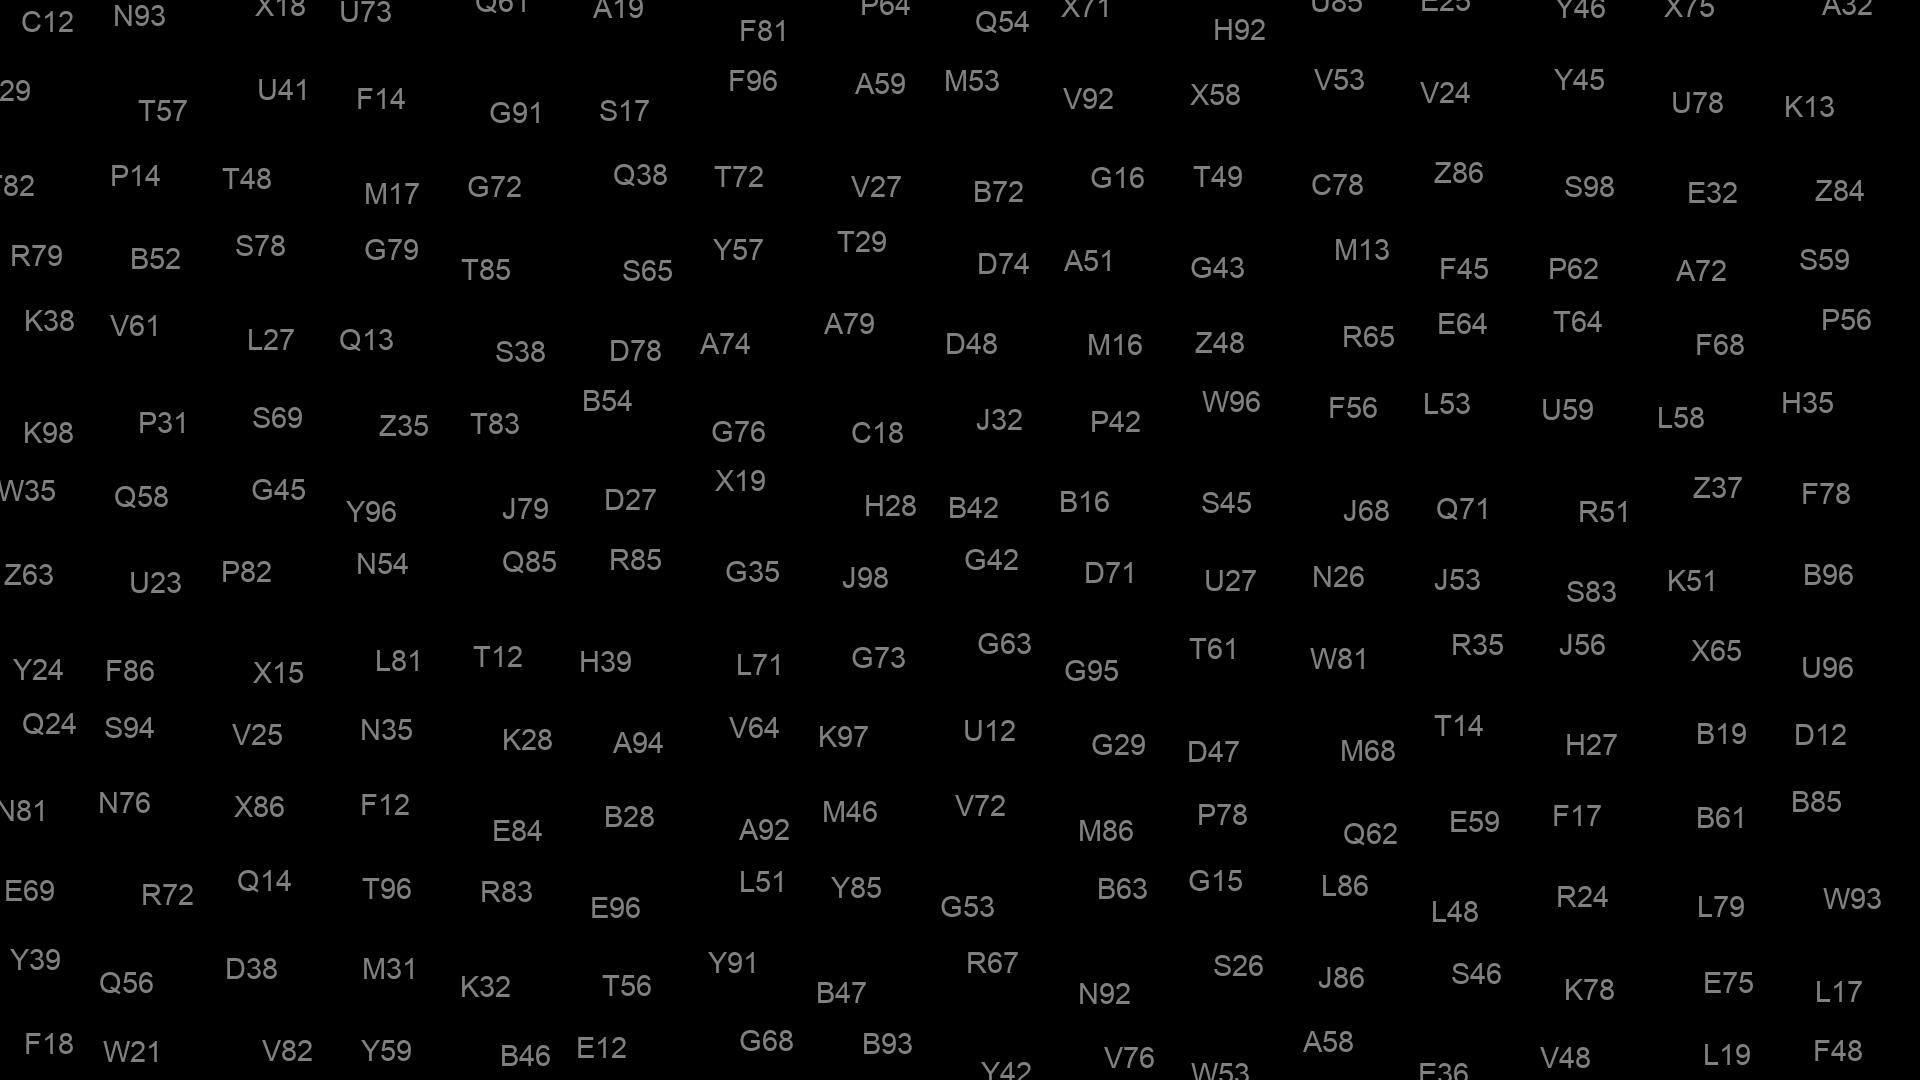 C12 N93 X18 U73 Q61 A19 F81 P64 Q54 X71 H92 U85 E25 Y46 X75 A32
29 T57 U41 F14 G91 S17 F96 A59 M53 V92 X58 V53 V24 Y45 U78 K13
T82 P14 T48 M17 G72 Q38 T72 V27 B72 G16 T49 C78 Z86 S98 E32 Z84
R79 B52 S78 G79 T85 S65 Y57 T29 D74 A51 G43 M13 F45 P62 A72 S59
K38 V61 L27 Q13 S38 D78 A74 A79 D48 M16 Z48 R65 E64 T64 F68 P56
K98 P31 S69 Z35 T83 B54 G76 C18 J32 P42 W96 F56 L53 U59 L58 H35
W35 Q58 G45 Y96 J79 D27 X19 H28 B42 B16 S45 J68 Q71 R51 Z37 F78
Z63 U23 P82 N54 Q85 R85 G35 J98 G42 D71 U27 N26 J53 S83 K51 B96
Y24 F86 X15 L81 T12 H39 L71 G73 G63 G95 T61 W81 R35 J56 X65 U96
Q24 S94 V25 N35 K28 A94 V64 K97 U12 G29 D47 M68 T14 H27 B19 D12
N81 N76 X86 F12 E84 B28 A92 M46 V72 M86 P78 Q62 E59 F17 B61 B85
E69 R72 Q14 T96 R83 E96 L51 Y85 G53 B63 G15 L86 L48 R24 L79 W93
Y39 Q56 D38 M31 K32 T56 Y91 B47 R67 N92 S26 J86 S46 K78 E75 L17
F18 W21 V82 Y59 B46 E12 G68 B93 Y42 V76 W53 A58 V48 L19 F48